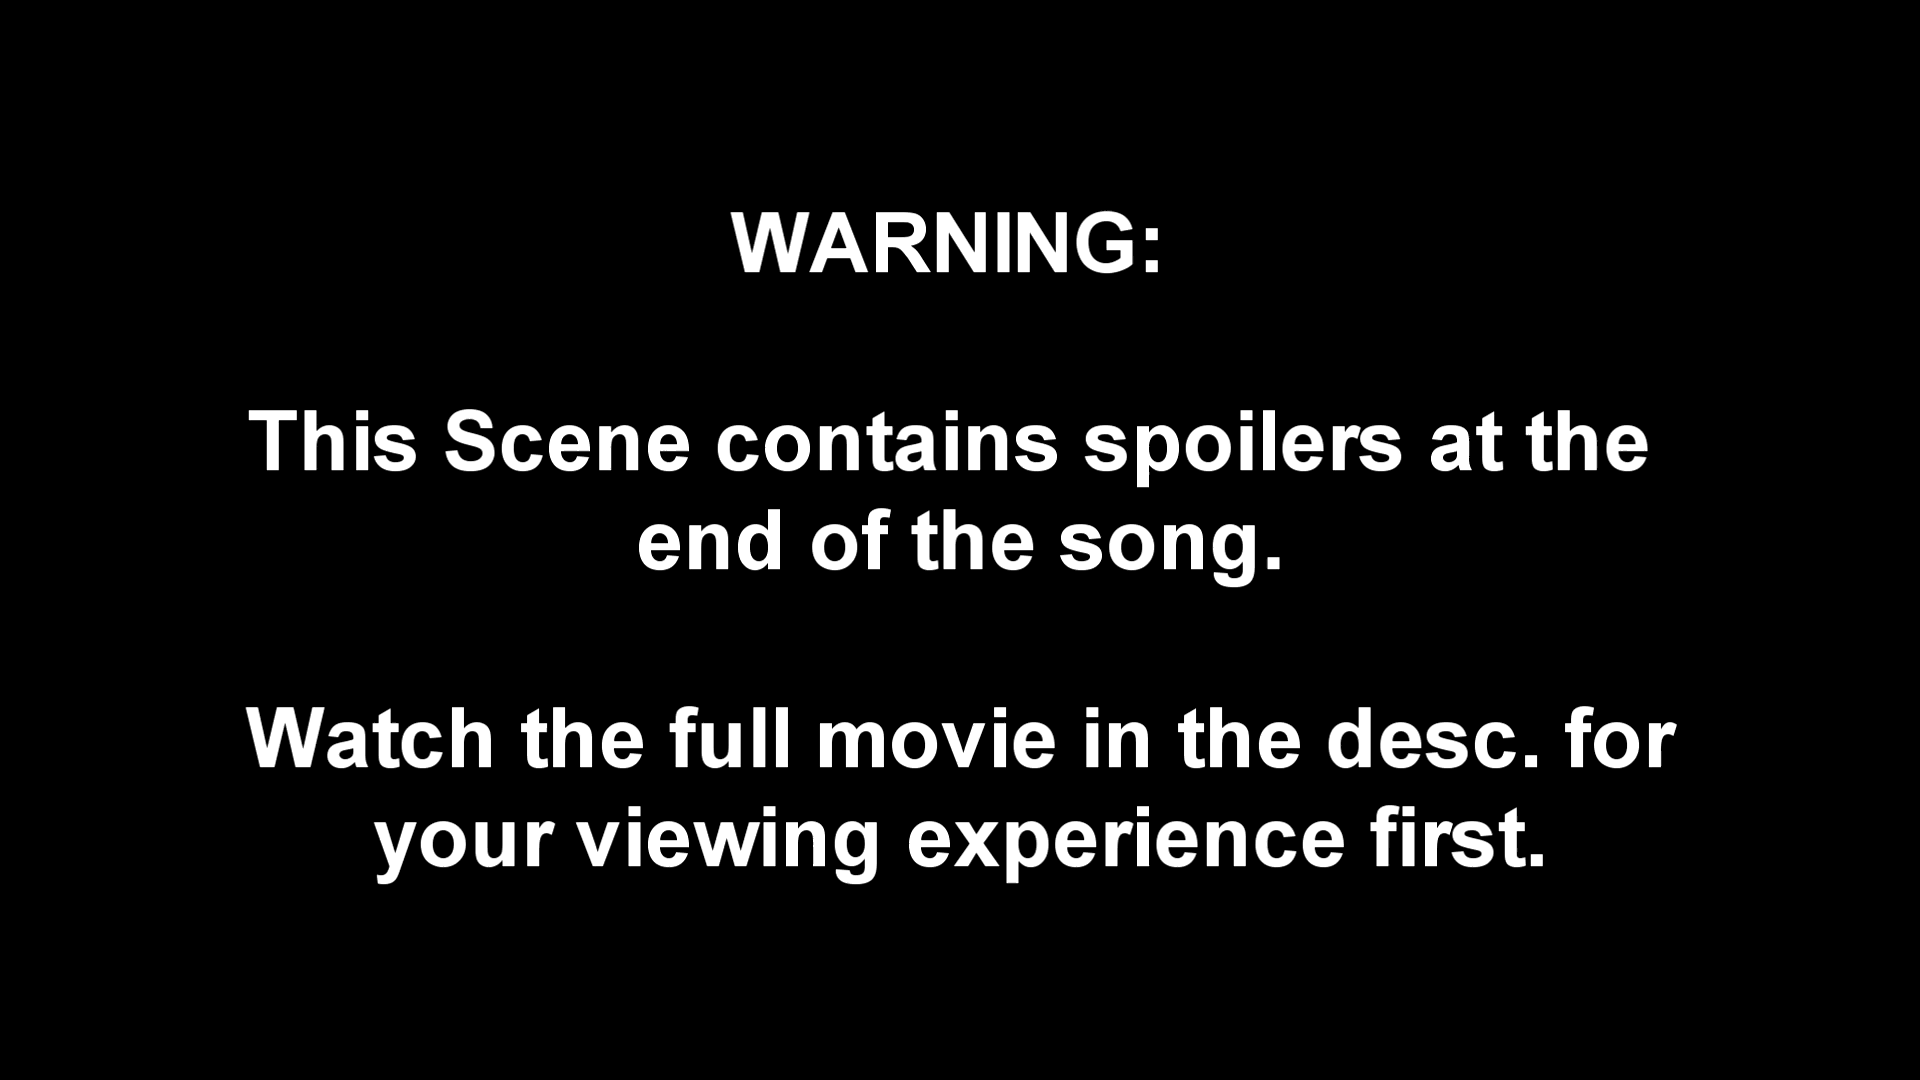 WARNING:
This Scene contains spoilers at the
end of the song.
Watch the full movie in the desc. for
your viewing experience first.